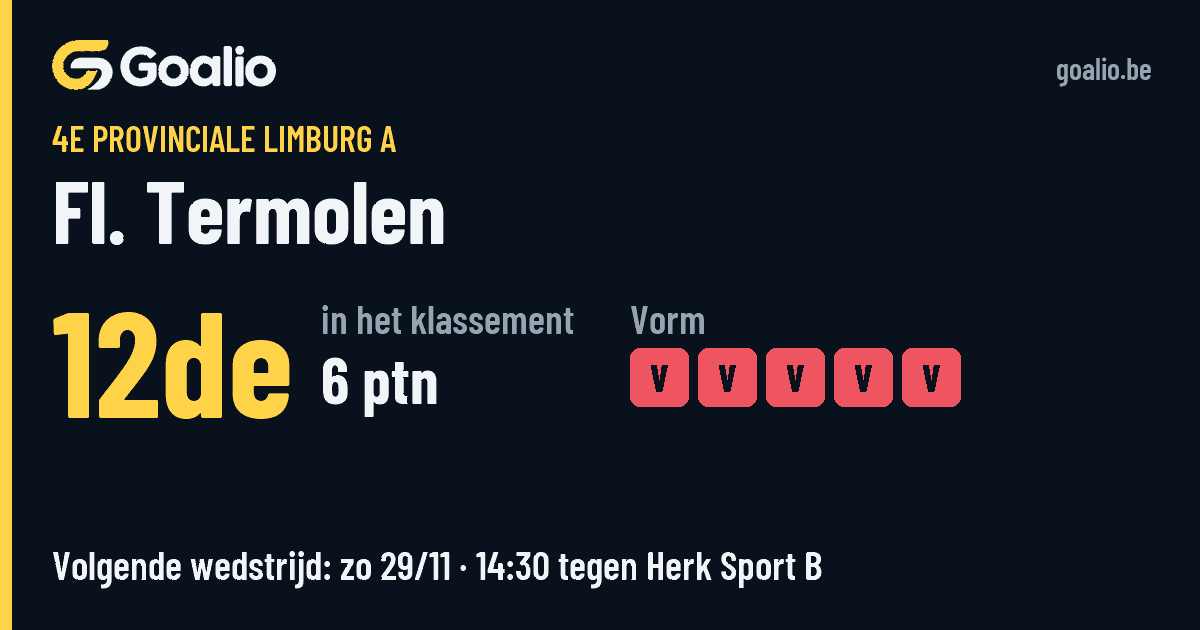 Goalio
goalio.be
4E PROVINCIALE LIMBURG A
Fl. Termolen
12de
in het klassement
6 ptn
Vorm
V V V V V
Volgende wedstrijd: zo 29/11 · 14:30 tegen Herk Sport B